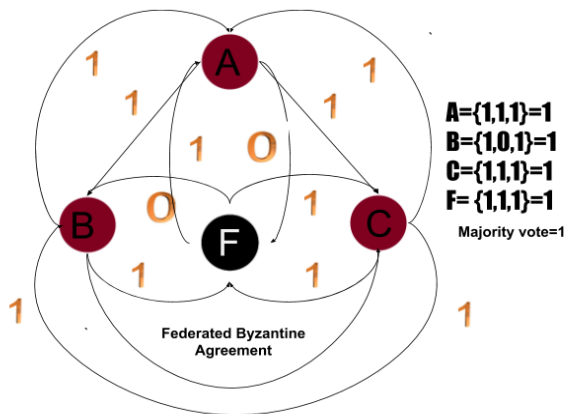 A
1
1
1
1
A={1,1,1}=1
B={1,0,1}=1
C={1,1,1}=1
F= {1,1,1}=1
Majority vote=1
1
0
0
1
B
F
C
1
1
1
1
Federated Byzantine
Agreement